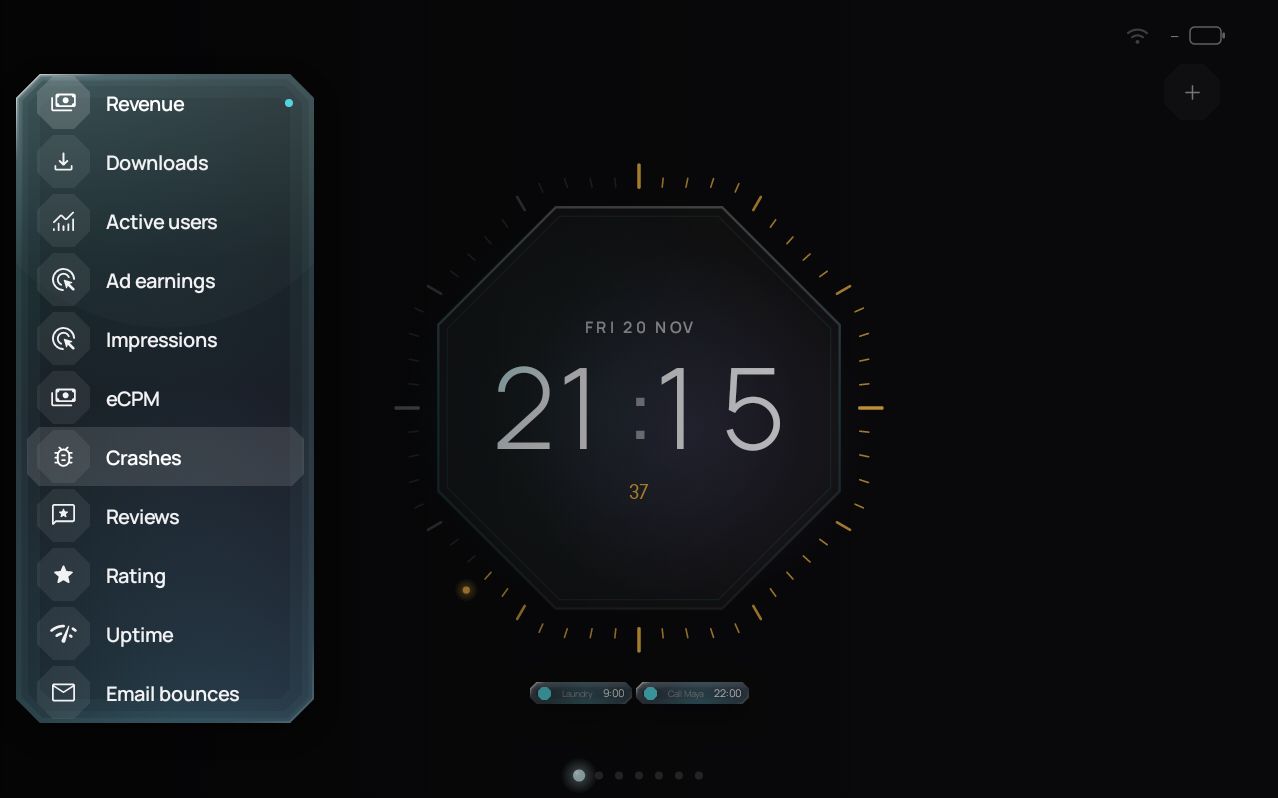 Revenue
Downloads
Active users
Ad earnings
Impressions
eCPM
Crashes
Reviews
Rating
Uptime
Email bounces
FRI 20 NOV
21:15
37
Laundry 9:00
Call Maya 22:00